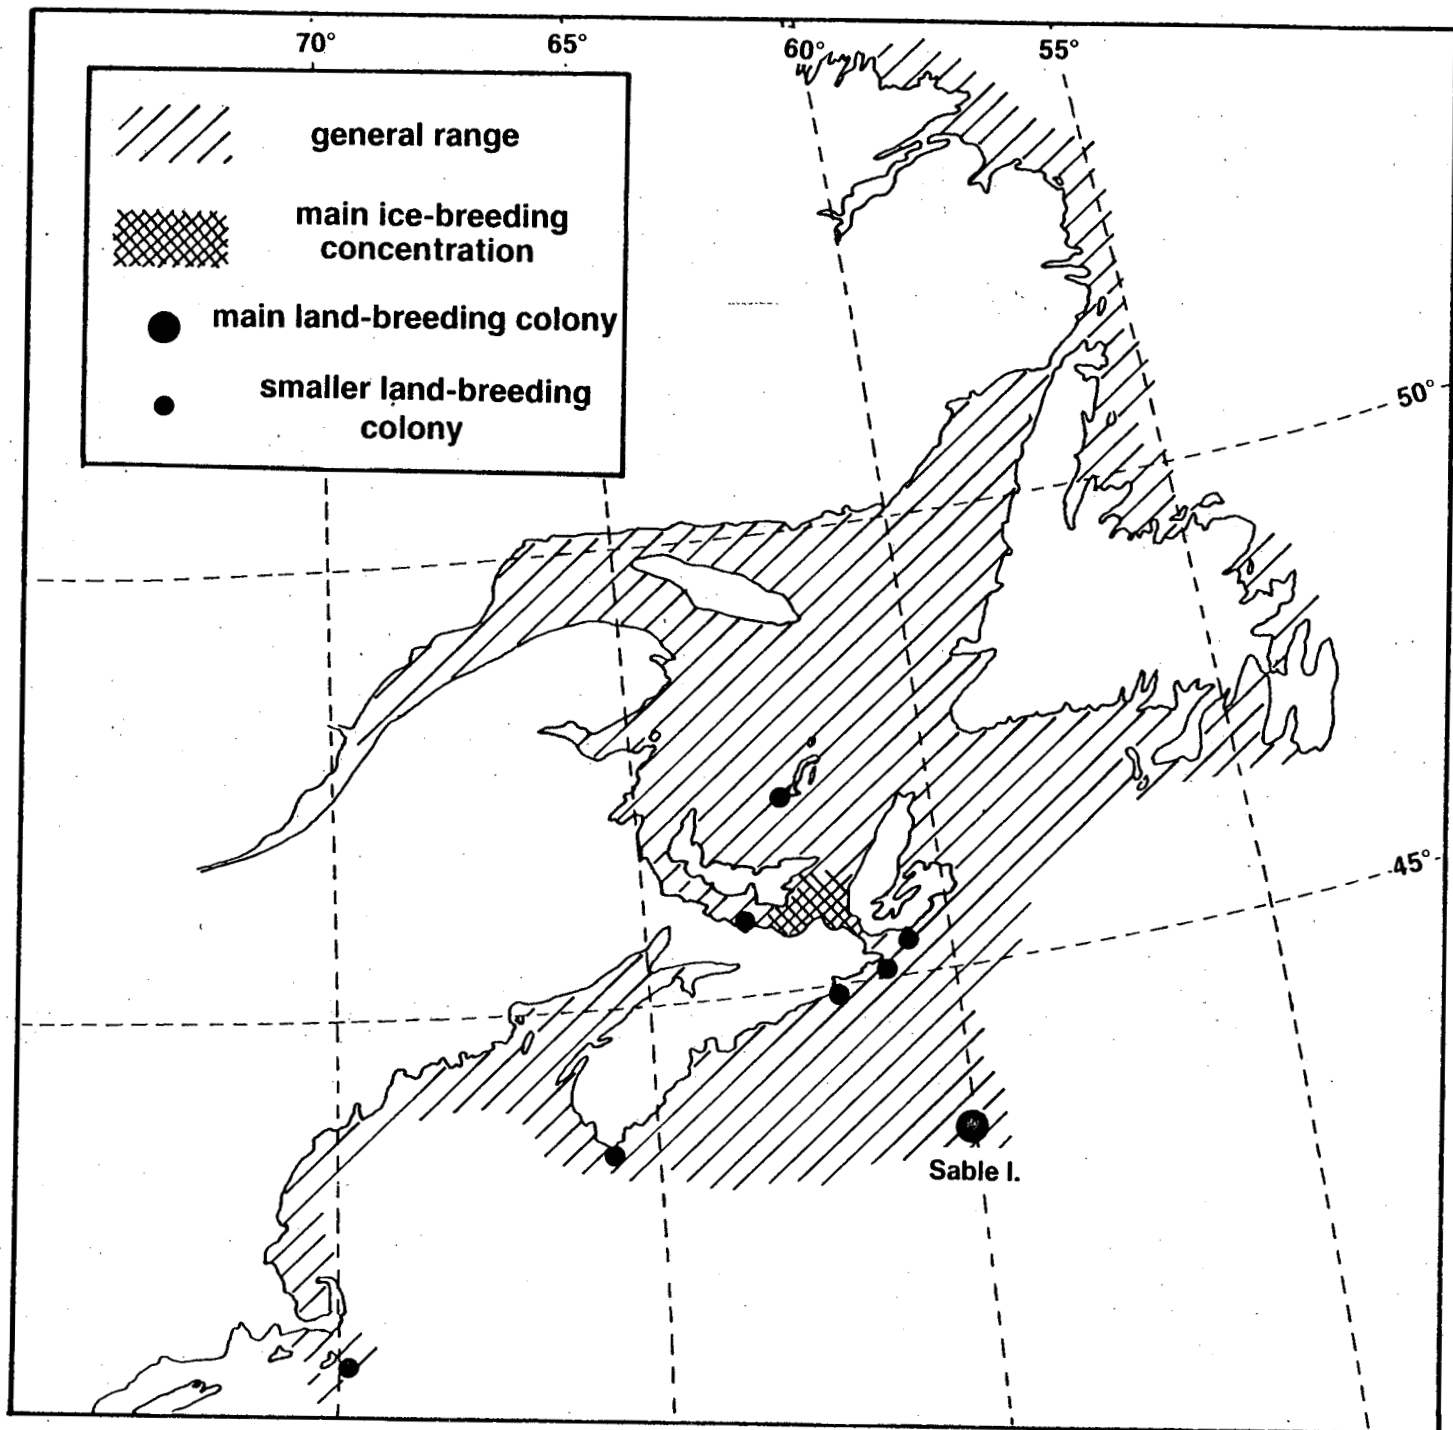 70°
65°
60°
55°
general range
main ice-breeding
concentration
main land-breeding colony
smaller land-breeding
colony
50°
45°
Sable I.